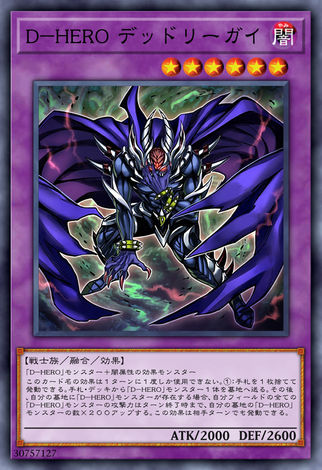 D-HERO デッドリーガイ 闇
やみ
【戦士族/融合/効果】
「D-HERO」モンスター+闇属性の効果モンスター
このカード名の効果は1ターンに1度しか使用できない。①:手札を1枚捨てて
発動できる。手札・デッキから「D-HERO」モンスター1体を墓地へ送る。その後、
自分の墓地に「D-HERO」モンスターが存在する場合、自分フィールドの全ての
「D-HERO」モンスターの攻撃力はターン終了時まで、自分の墓地の「D-HERO」モ
ンスターの数×200アップする。この効果は相手ターンでも発動できる。
ATK/2000 DEF/2600
30757127